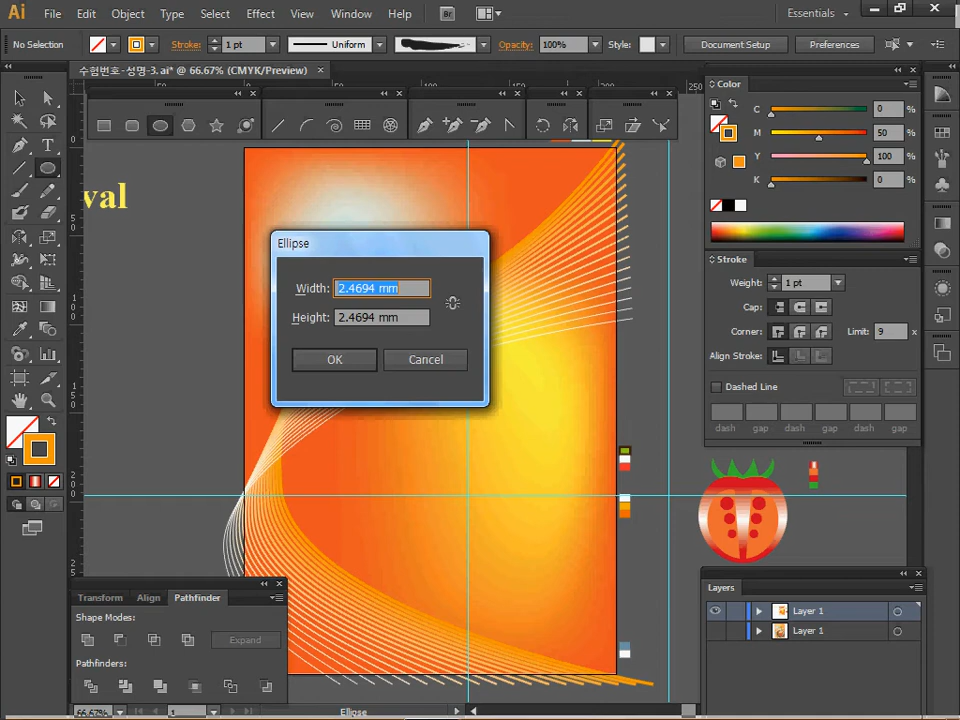 Ai File Edit Object Type Select Effect View Window Help Br Essentials
No Selection Stroke: 1 pt Uniform Opacity: 100% Style: Document Setup Preferences
수험번호-성명-3.ai* @ 66.67% (CMYK/Preview) ×
Color
C 0 %
M 50 %
Y 100 %
K 0 %
val
Ellipse
Width: 2.4694 mm
Height: 2.4694 mm
OK Cancel
Stroke
Weight: 1 pt
Cap:
Corner: Limit: 9 x
Align Stroke:
Dashed Line
dash gap dash gap dash gap
Transform Align Pathfinder
Shape Modes:
Expand
Pathfinders:
Layers
Layer 1
Layer 1
66.67% 1 Ellipse